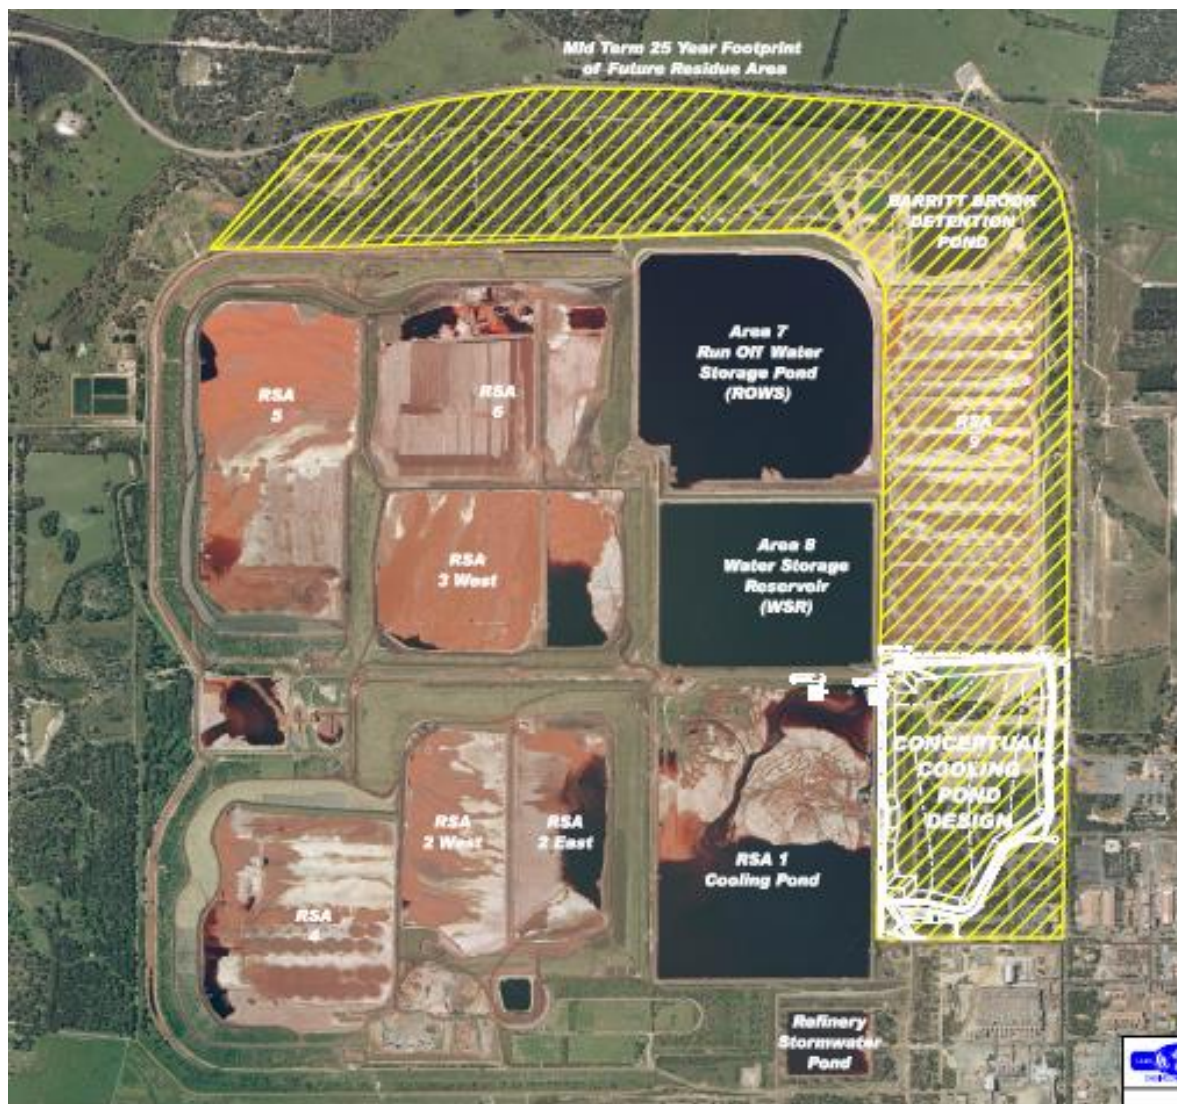 Mid Term 25 Year Footprint
of Future Residue Area
BARRITT BROOK
DETENTION
POND
Area 7
Run Off Water
Storage Pond
(ROWS)
RSA
5
RSA
6
RSA
9
Area 8
Water Storage
Reservoir
(WSR)
RSA
3 West
CONCERTUAL
COOLING
POND
DESIGN
RSA
2 West
RSA
2 East
RSA 1
Cooling Pond
RSA
4
Refinery
Stormwater
Pond